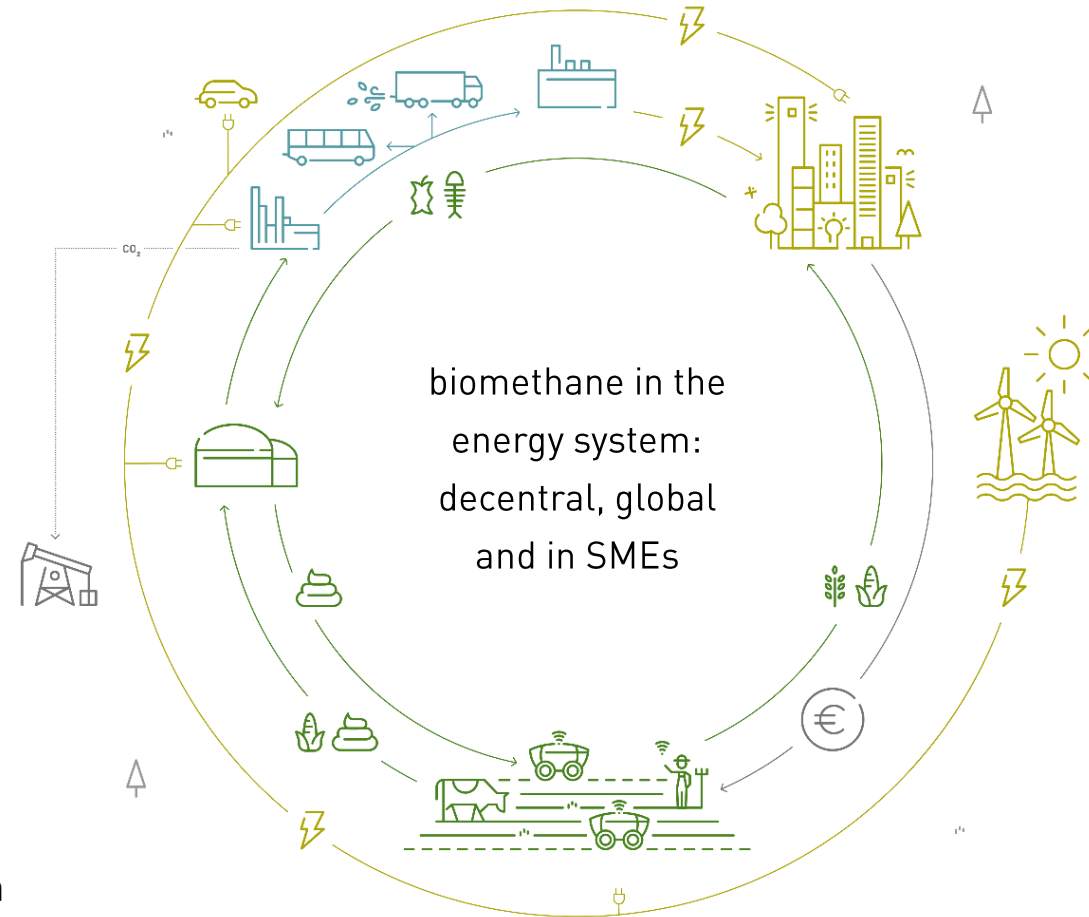 CO₂
biomethane in the
energy system:
decentral, global
and in SMEs
€